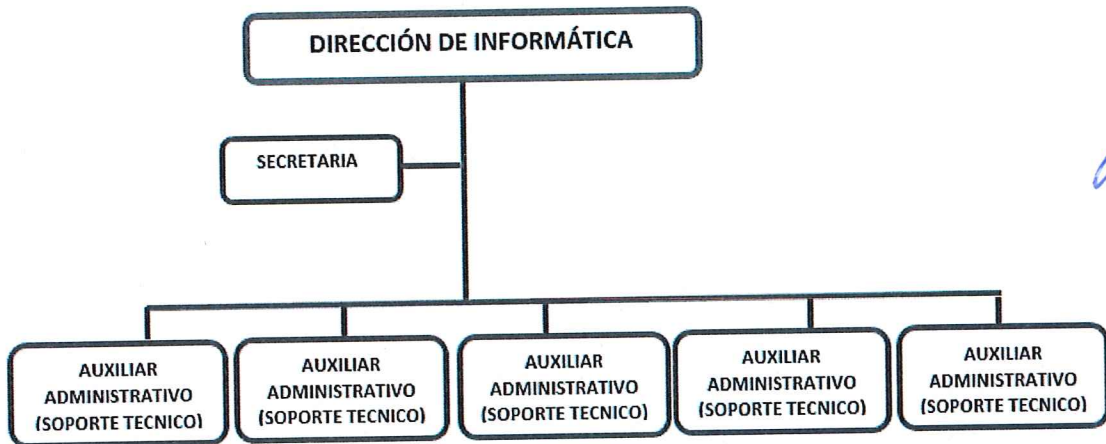 DIRECCIÓN DE INFORMÁTICA
SECRETARIA
AUXILIAR
ADMINISTRATIVO
(SOPORTE TECNICO)
AUXILIAR
ADMINISTRATIVO
(SOPORTE TECNICO)
AUXILIAR
ADMINISTRATIVO
(SOPORTE TECNICO)
AUXILIAR
ADMINISTRATIVO
(SOPORTE TECNICO)
AUXILIAR
ADMINISTRATIVO
(SOPORTE TECNICO)